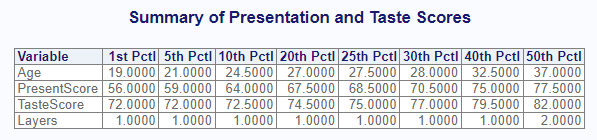 Summary of Presentation and Taste Scores
Variable 1st Pctl 5th Pctl 10th Pctl 20th Pctl 25th Pctl 30th Pctl 40th Pctl 50th Pctl
Age 19.0000 21.0000 24.5000 27.0000 27.5000 28.0000 32.5000 37.0000
PresentScore 56.0000 59.0000 64.0000 67.5000 68.5000 70.5000 75.0000 77.5000
TasteScore 72.0000 72.0000 72.5000 74.5000 75.0000 77.0000 79.5000 82.0000
Layers 1.0000 1.0000 1.0000 1.0000 1.0000 1.0000 1.0000 2.0000